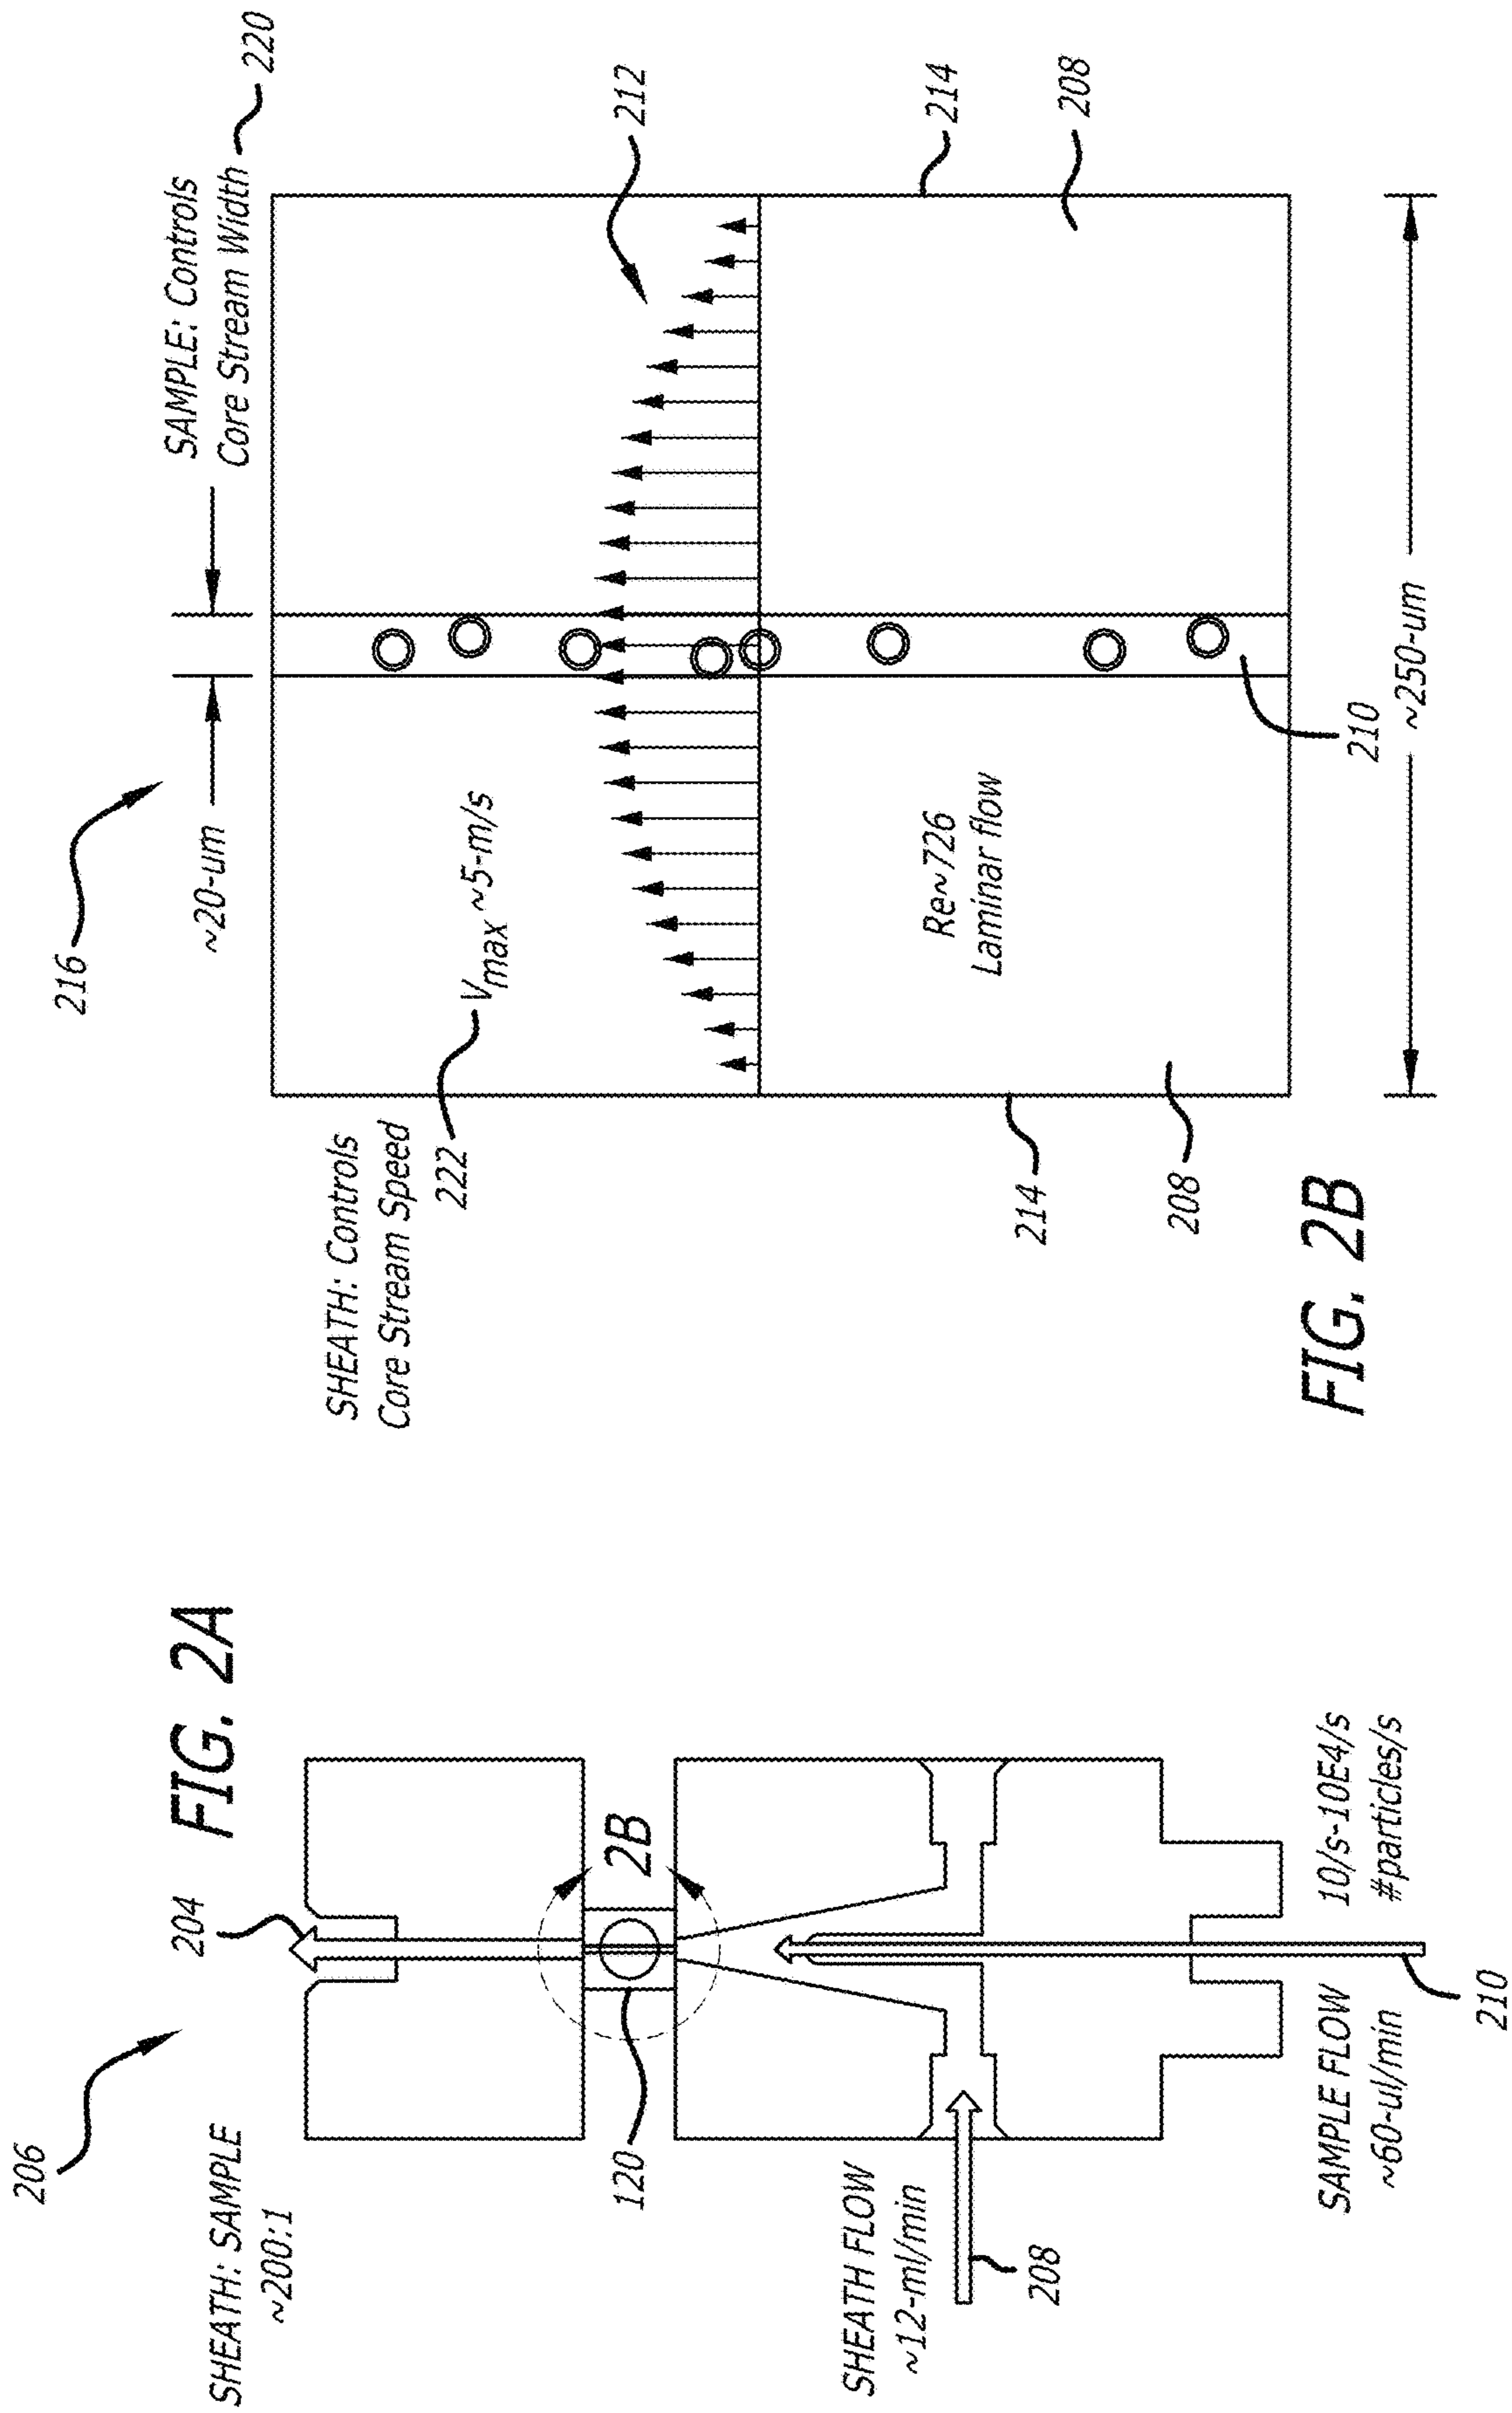 FIG. 2A
206
SHEATH: SAMPLE
~200:1
204
2B
120
SHEATH FLOW
~12-ml/min
208
SAMPLE FLOW
~60-ul/min
10/s-10E4/s
#particles/s
210
216
~20-um
SAMPLE: Controls
Core Stream Width
220
SHEATH: Controls
Core Stream Speed
222
Vmax ~5-m/s
212
Re~726
Laminar flow
214
214
208
208
210
~250-um
FIG. 2B